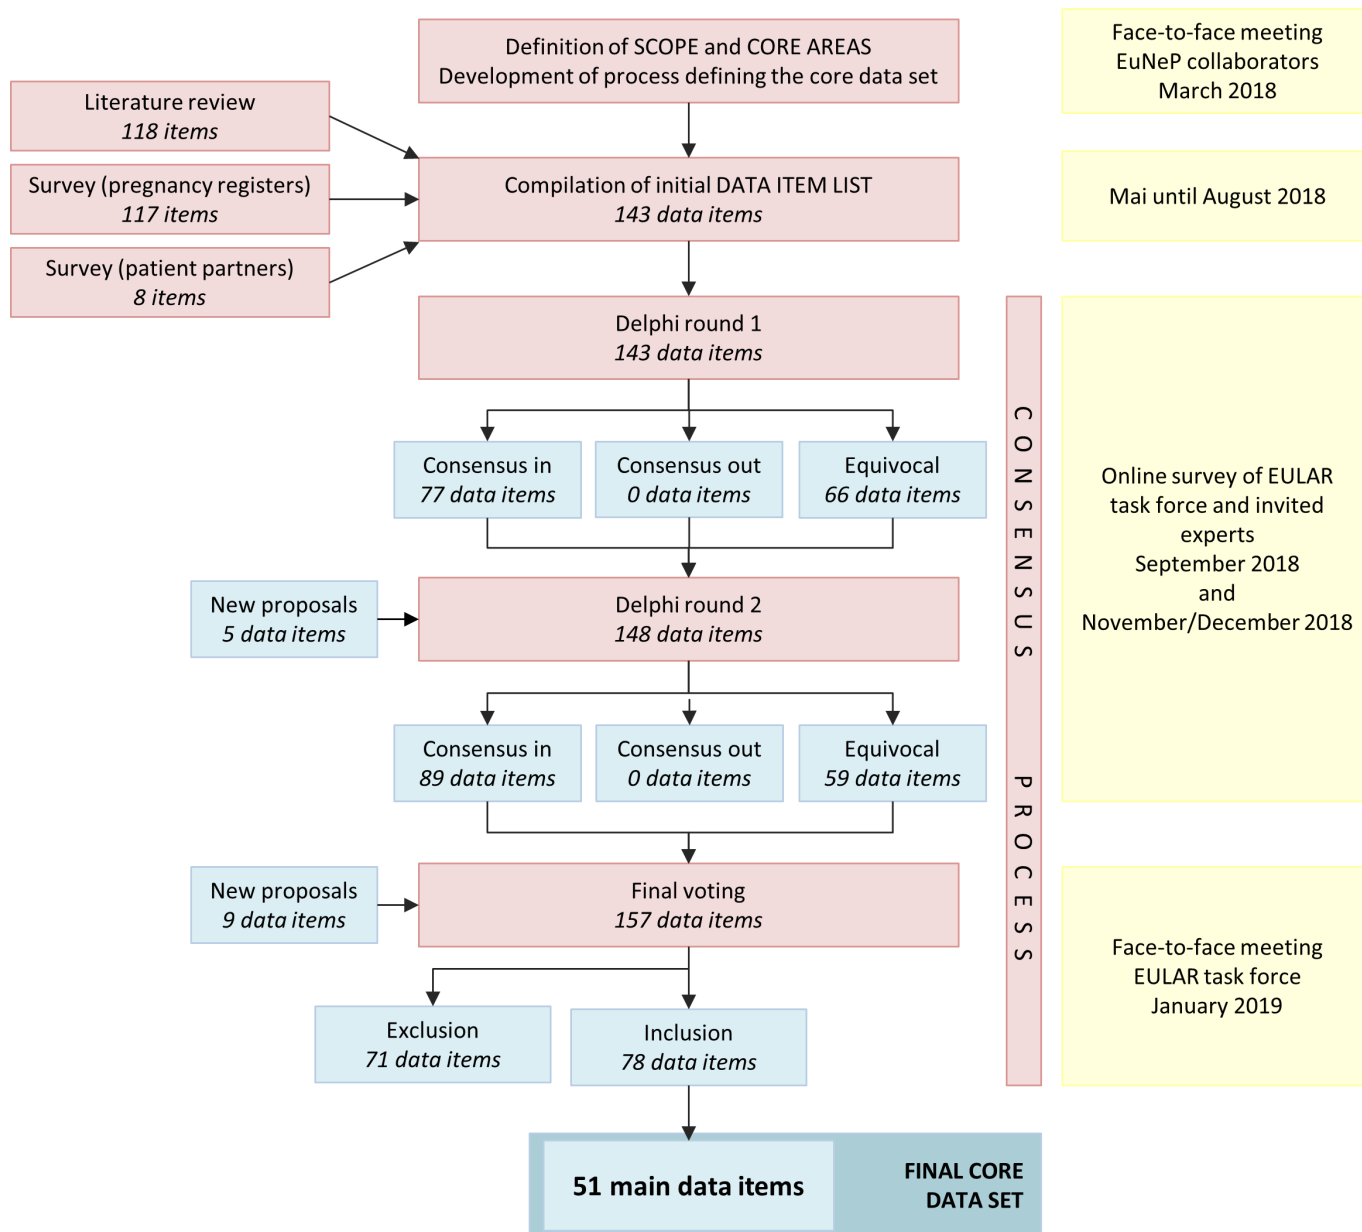 Definition of SCOPE and CORE AREAS
Development of process defining the core data set
Face-to-face meeting
EuNeP collaborators
March 2018
Literature review
118 items
Survey (pregnancy registers)
117 items
Survey (patient partners)
8 items
Compilation of initial DATA ITEM LIST
143 data items
Mai until August 2018
Delphi round 1
143 data items
Consensus in
77 data items
Consensus out
0 data items
Equivocal
66 data items
New proposals
5 data items
Delphi round 2
148 data items
Consensus in
89 data items
Consensus out
0 data items
Equivocal
59 data items
CONSENSUS PROCESS
Online survey of EULAR
task force and invited
experts
September 2018
and
November/December 2018
New proposals
9 data items
Final voting
157 data items
Exclusion
71 data items
Inclusion
78 data items
Face-to-face meeting
EULAR task force
January 2019
51 main data items
FINAL CORE
DATA SET